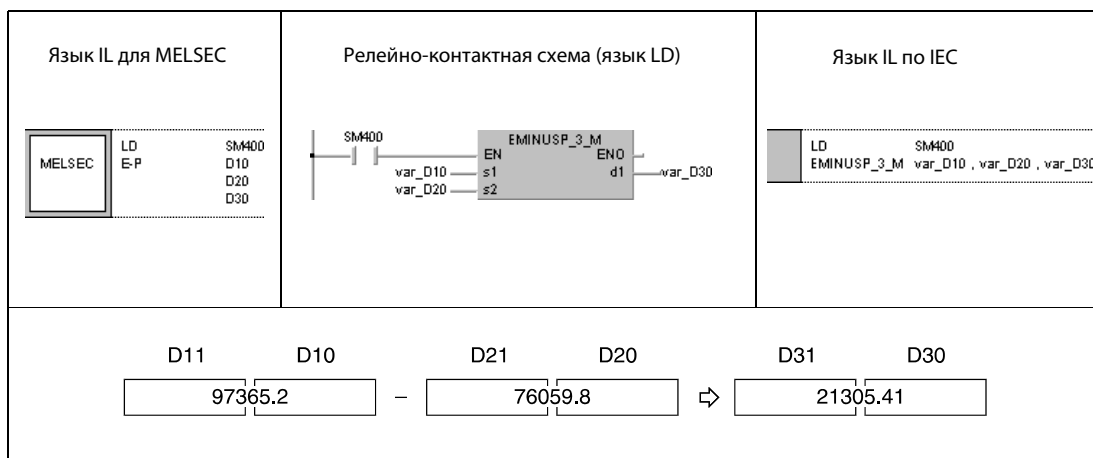 Язык IL для MELSEC
Релейно-контактная схема (язык LD)
Язык IL по IEC
MELSEC
LD SM400
E-P D10
D20
D30
SM400
EMINUSP_3_M
EN ENO
var_D10 s1 d1 var_D30
var_D20 s2
LD SM400
EMINUSP_3_M var_D10 , var_D20 , var_D30
D11 D10 D21 D20 D31 D30
97365.2 – 76059.8 ⇨ 21305.41